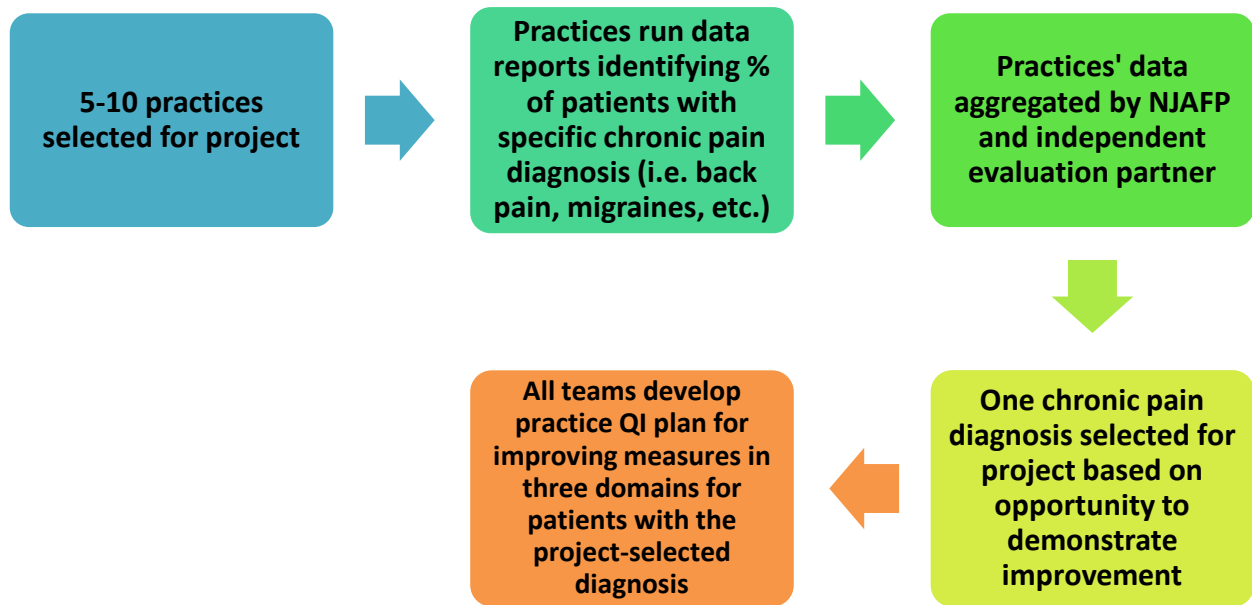 5-10 practices
selected for project
Practices run data
reports identifying %
of patients with
specific chronic pain
diagnosis (i.e. back
pain, migraines, etc.)
Practices' data
aggregated by NJAFP
and independent
evaluation partner
One chronic pain
diagnosis selected for
project based on
opportunity to
demonstrate
improvement
All teams develop
practice QI plan for
improving measures in
three domains for
patients with the
project-selected
diagnosis